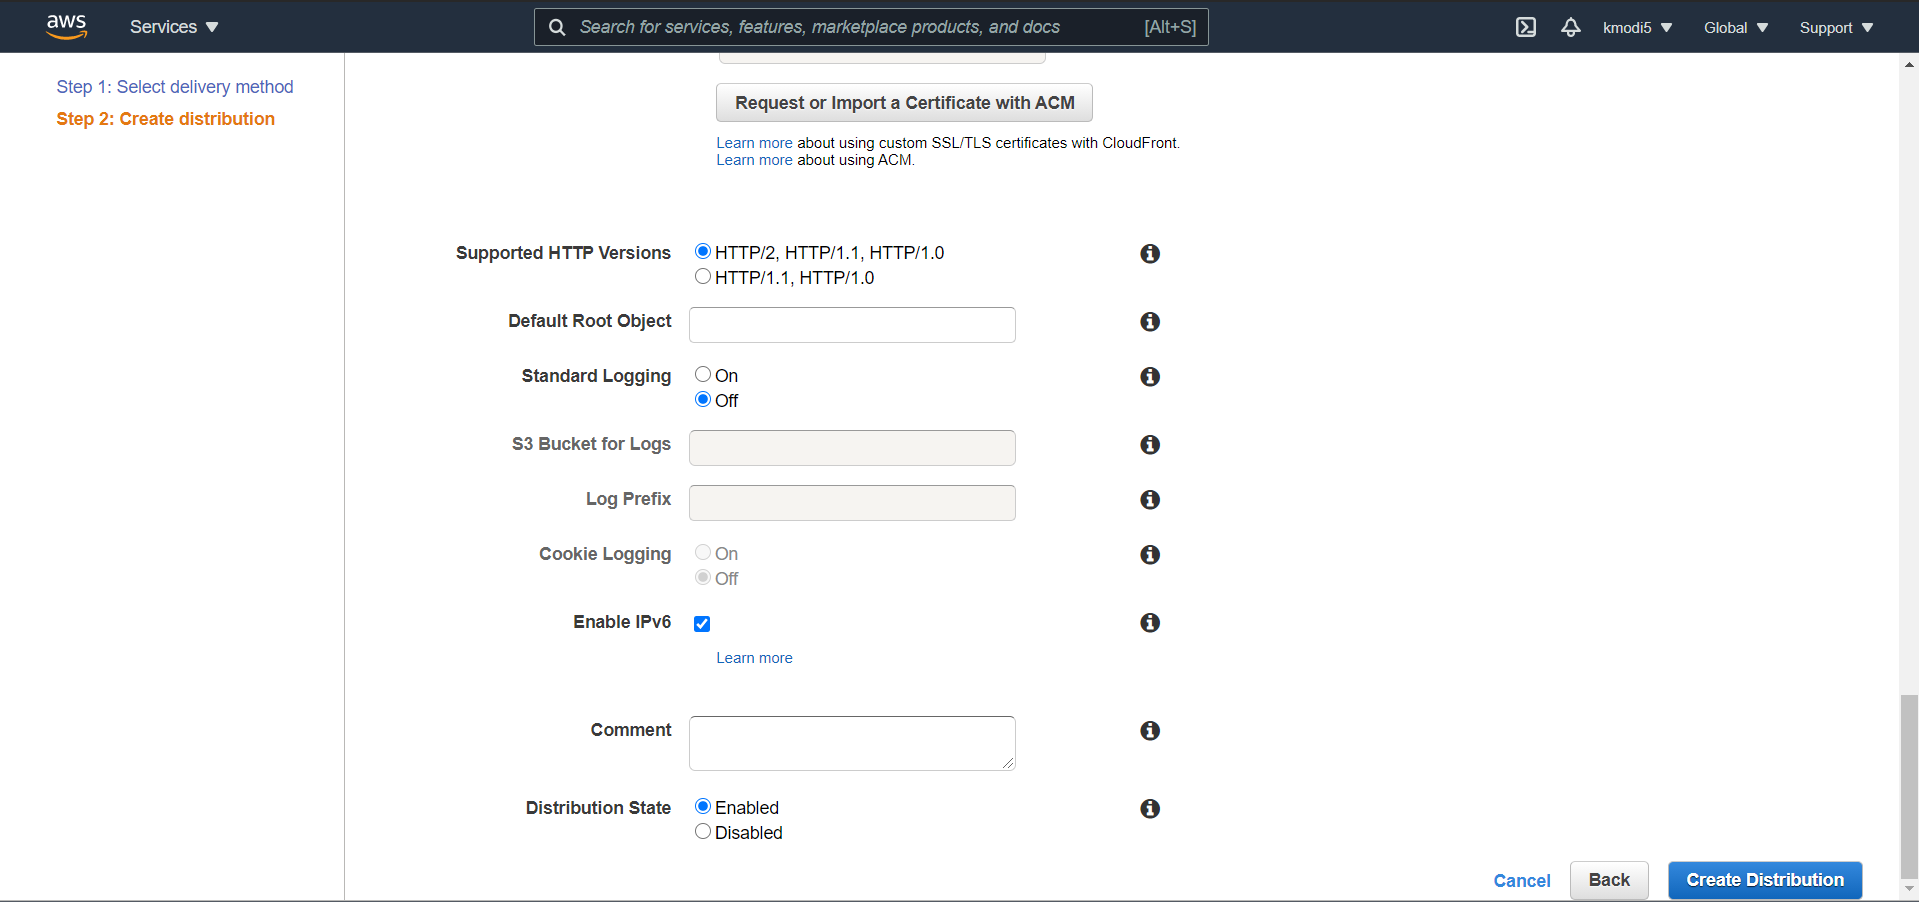 aws
Services
Search for services, features, marketplace products, and docs [Alt+S]
kmodi5
Global
Support
Step 1: Select delivery method
Step 2: Create distribution
Request or Import a Certificate with ACM
Learn more about using custom SSL/TLS certificates with CloudFront.
Learn more about using ACM.
Supported HTTP Versions
HTTP/2, HTTP/1.1, HTTP/1.0
HTTP/1.1, HTTP/1.0
Default Root Object
Standard Logging
On
Off
S3 Bucket for Logs
Log Prefix
Cookie Logging
On
Off
Enable IPv6
Learn more
Comment
Distribution State
Enabled
Disabled
Cancel
Back
Create Distribution